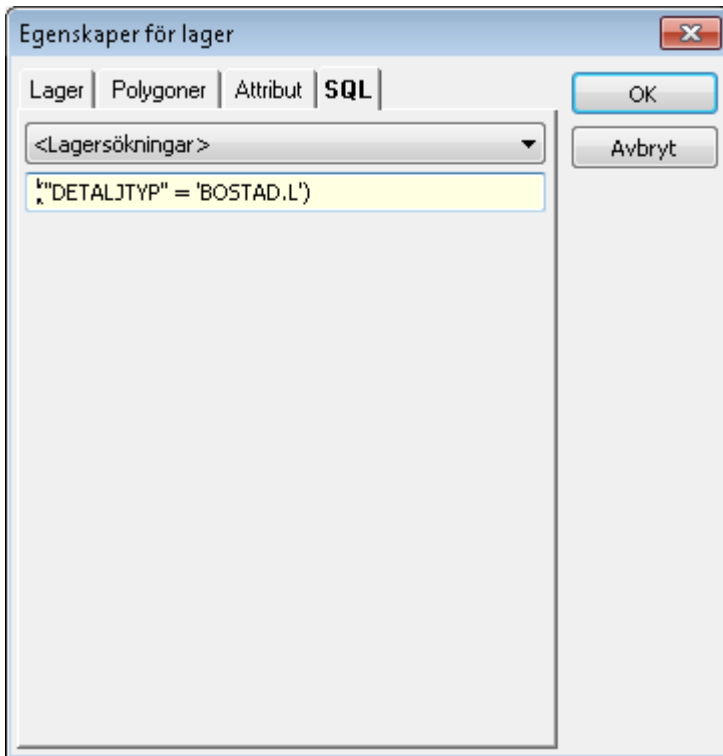 Egenskaper för lager
Lager Polygoner Attribut SQL
OK
<Lagersökningar>
Avbryt
"DETALJTYP" = 'BOSTAD.L')